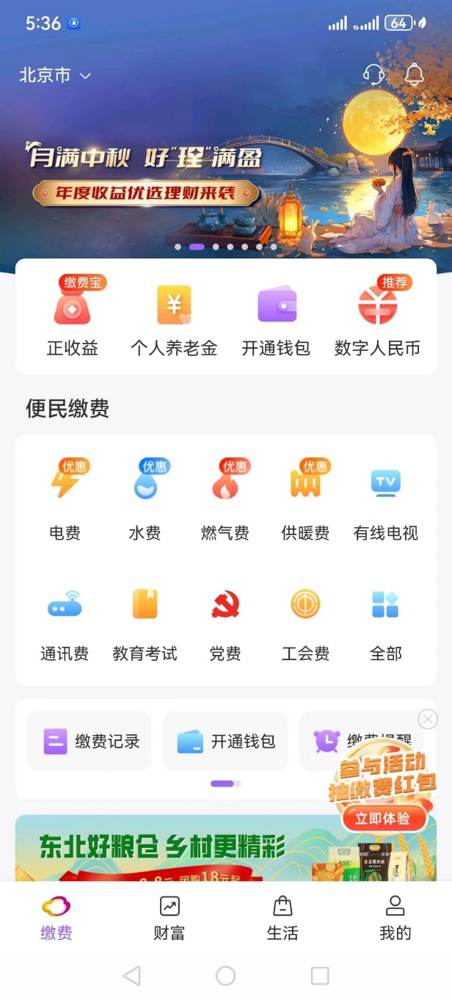 5:36
64
北京市
月满中秋 好"理"满盈
年度收益优选理财来袭
缴费宝
推荐
正收益
个人养老金
开通钱包
数字人民币
便民缴费
优惠
优惠
优惠
优惠
TV
电费
水费
燃气费
供暖费
有线电视
通讯费
教育考试
党费
工会费
全部
缴费记录
开通钱包
缴费提醒
参与活动
抽缴费红包
立即体验
东北好粮仓 乡村更精彩
团购18元起
五常大米
缴费
财富
生活
我的